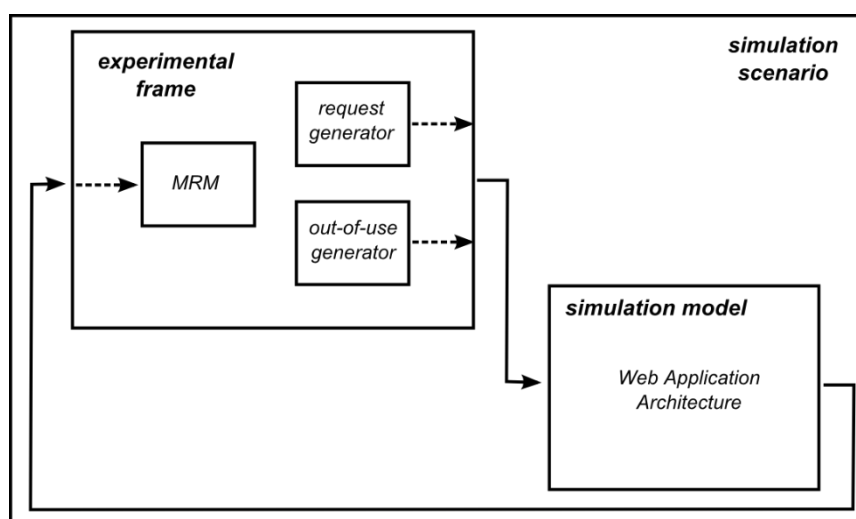 experimental
frame
simulation
scenario
request
generator
MRM
out-of-use
generator
simulation model
Web Application
Architecture